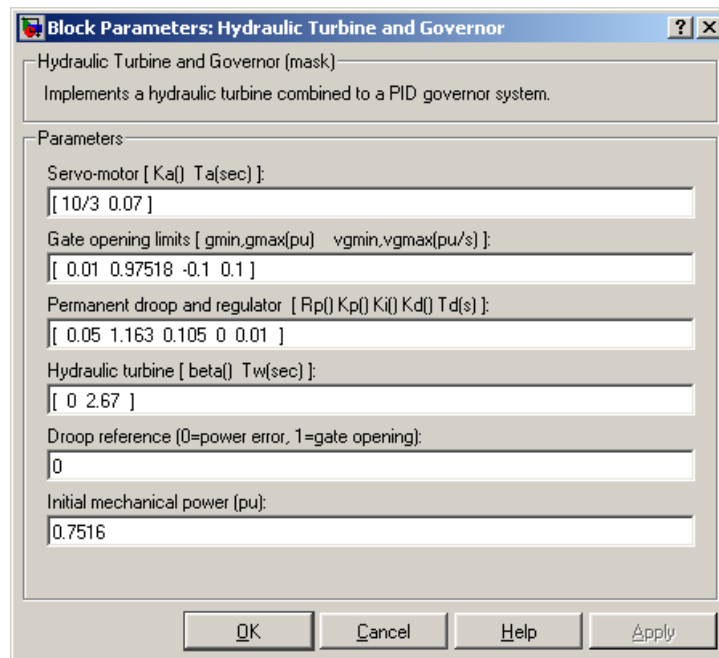 Block Parameters: Hydraulic Turbine and Governor
Hydraulic Turbine and Governor (mask)
Implements a hydraulic turbine combined to a PID governor system.
Parameters
Servo-motor [ Ka() Ta(sec) ]:
[ 10/3 0.07 ]
Gate opening limits [ gmin,gmax(pu) vgmin,vgmax(pu/s) ]:
[ 0.01 0.97518 -0.1 0.1 ]
Permanent droop and regulator [ Rp() Kp() Ki() Kd() Td(s) ]:
[ 0.05 1.163 0.105 0 0.01 ]
Hydraulic turbine [ beta() Tw(sec) ]:
[ 0 2.67 ]
Droop reference (0=power error, 1=gate opening):
0
Initial mechanical power (pu):
0.7516
OK Cancel Help Apply